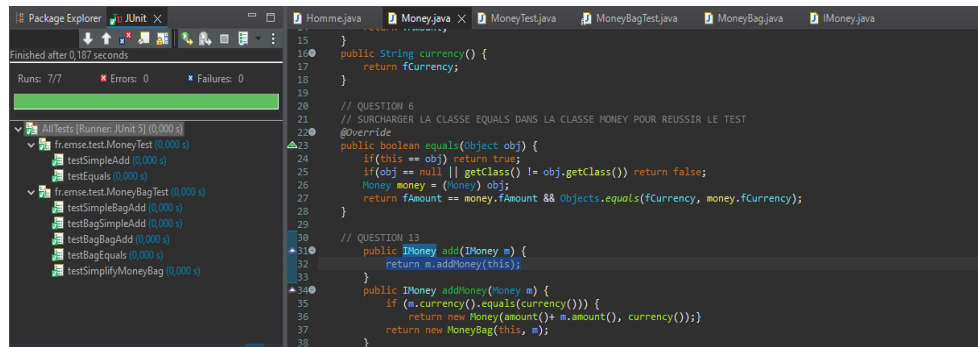 Package Explorer JUnit
Finished after 0,187 seconds
Runs: 7/7 Errors: 0 Failures: 0
AllTests [Runner: JUnit 5] (0,000 s)
fr.emse.test.MoneyTest (0,000 s)
testSimpleAdd (0,000 s)
testEquals (0,000 s)
fr.emse.test.MoneyBagTest (0,000 s)
testSimpleBagAdd (0,000 s)
testBagSimpleAdd (0,000 s)
testBagBagAdd (0,000 s)
testBagEquals (0,000 s)
testSimplifyMoneyBag (0,000 s)
Homme.java Money.java MoneyTest.java MoneyBagTest.java MoneyBag.java IMoney.java
15 }
16 public String currency() {
17 return fCurrency;
18 }
19
20 // QUESTION 6
21 // SURCHARGER LA CLASSE EQUALS DANS LA CLASSE MONEY POUR REUSSIR LE TEST
22 @Override
23 public boolean equals(Object obj) {
24 if(this == obj) return true;
25 if(obj == null || getClass() != obj.getClass()) return false;
26 Money money = (Money) obj;
27 return fAmount == money.fAmount && Objects.equals(fCurrency, money.fCurrency);
28 }
29
30 // QUESTION 13
31 public IMoney add(IMoney m) {
32 return m.addMoney(this);
33 }
34 public IMoney addMoney(Money m) {
35 if (m.currency().equals(currency())) {
36 return new Money(amount()+ m.amount(), currency());}
37 return new MoneyBag(this, m);
38 }